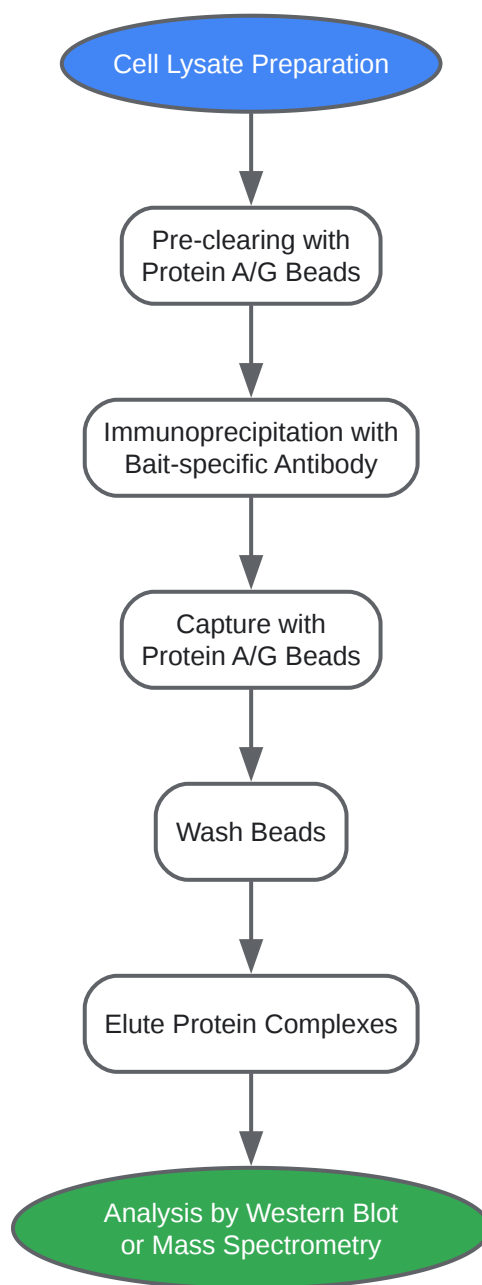 Cell Lysate Preparation
Pre-clearing with
Protein A/G Beads
Immunoprecipitation with
Bait-specific Antibody
Capture with
Protein A/G Beads
Wash Beads
Elute Protein Complexes
Analysis by Western Blot
or Mass Spectrometry